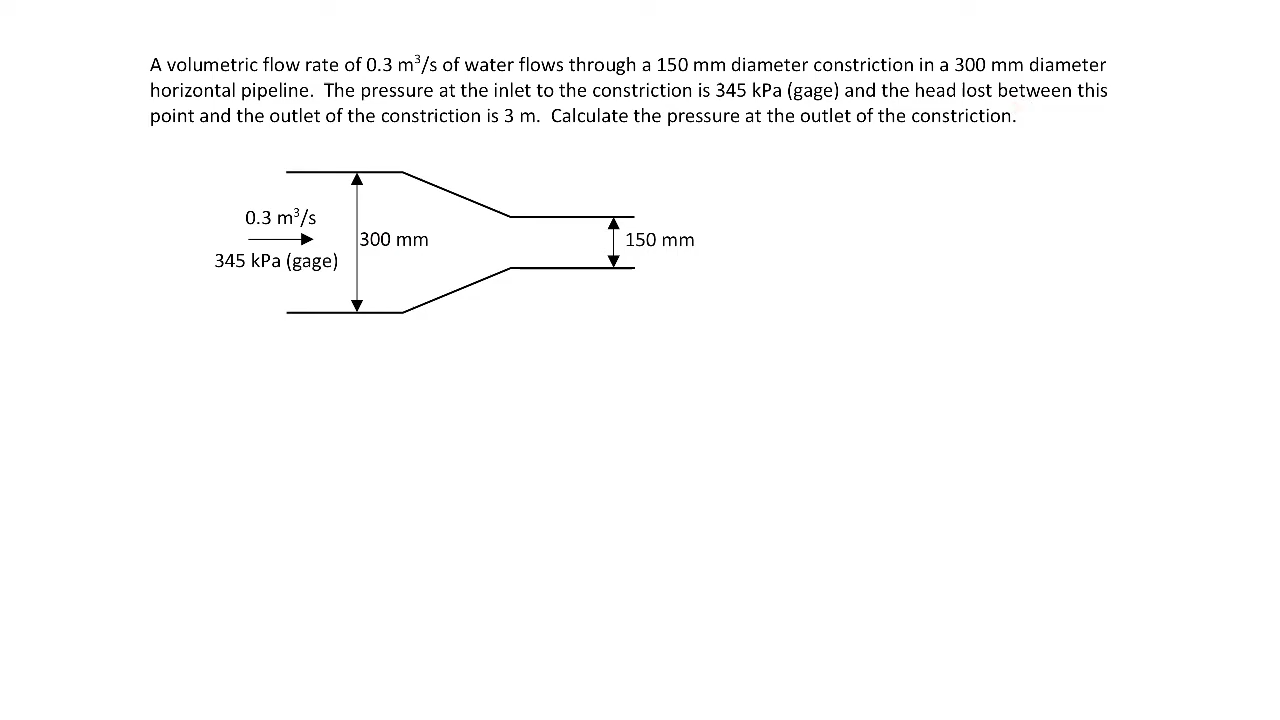 A volumetric flow rate of 0.3 m³/s of water flows through a 150 mm diameter constriction in a 300 mm diameter
horizontal pipeline.  The pressure at the inlet to the constriction is 345 kPa (gage) and the head lost between this
point and the outlet of the constriction is 3 m.  Calculate the pressure at the outlet of the constriction.
0.3 m³/s
300 mm
150 mm
345 kPa (gage)